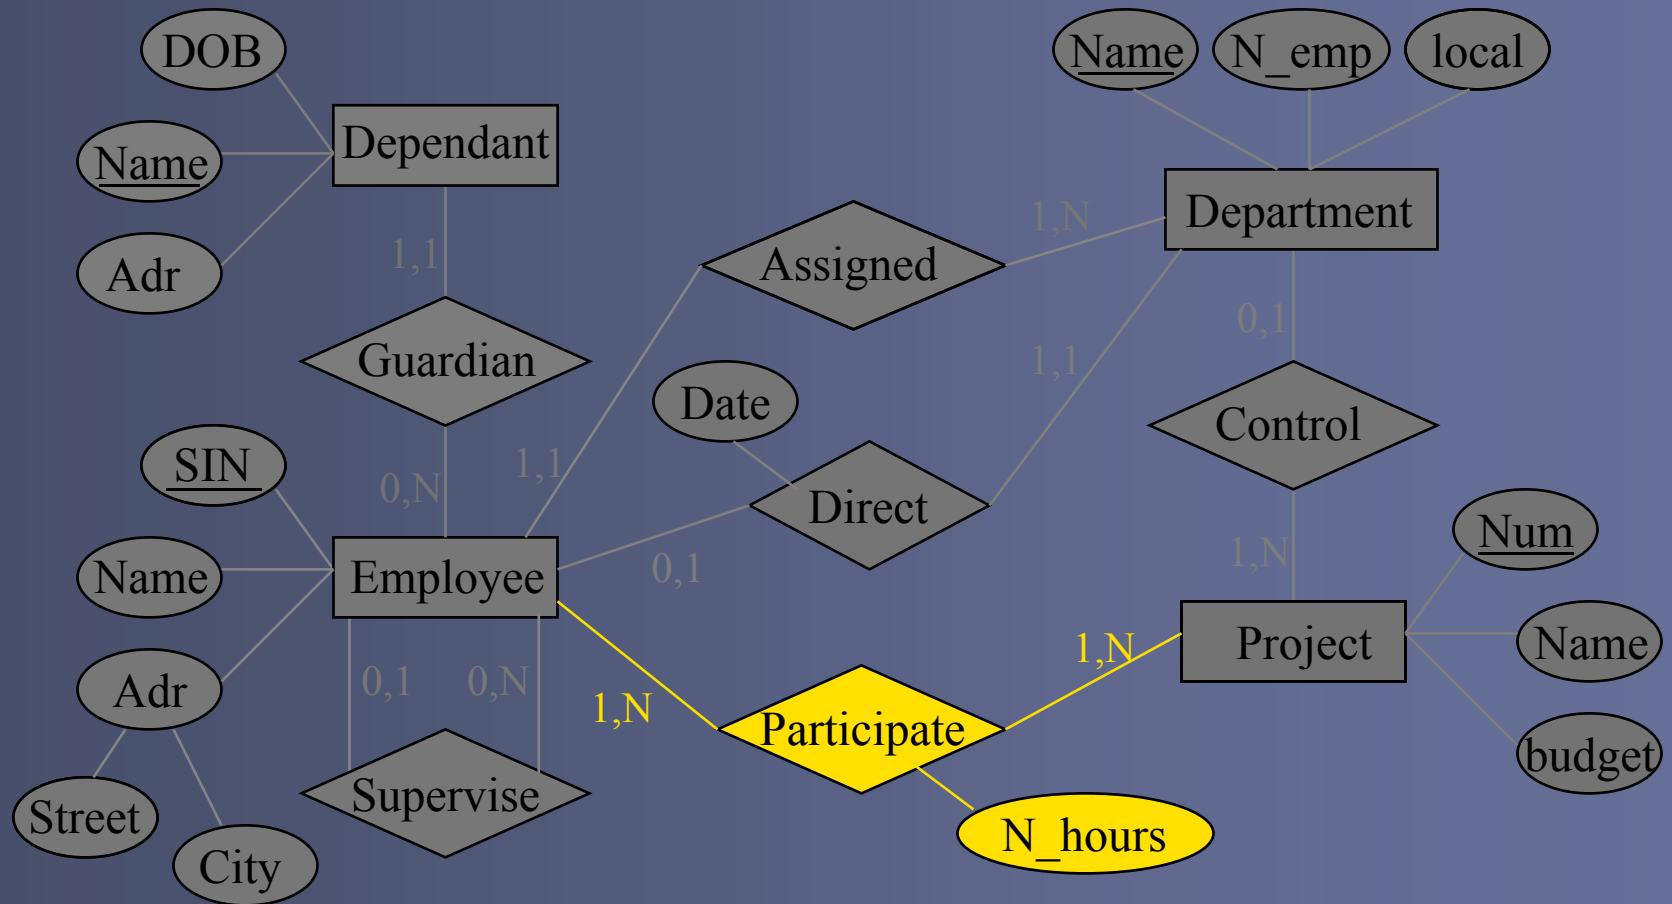 DOB
Name
N_emp
local
Dependant
Name
Department
1,N
Adr
1,1
Assigned
0,1
Guardian
1,1
Date
Control
SIN
1,1
0,N
Direct
Num
1,N
0,1
Name
Employee
Project
Name
1,N
Adr
0,1
0,N
1,N
Participate
budget
Supervise
Street
N_hours
City